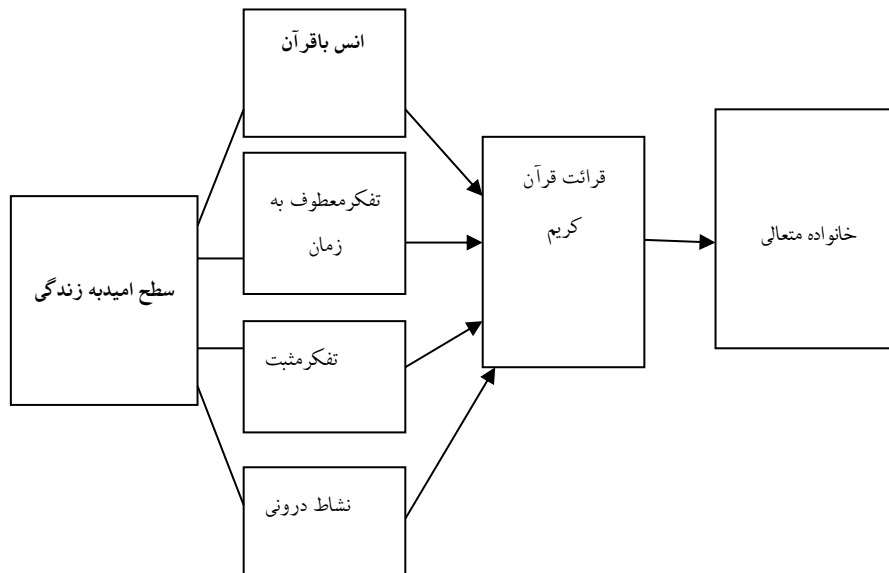 انس باقرآن
تفکرمعطوف به
زمان
تفکرمثبت
نشاط درونی
سطح امیدبه زندگی
قرائت قرآن
کریم
خانواده متعالی